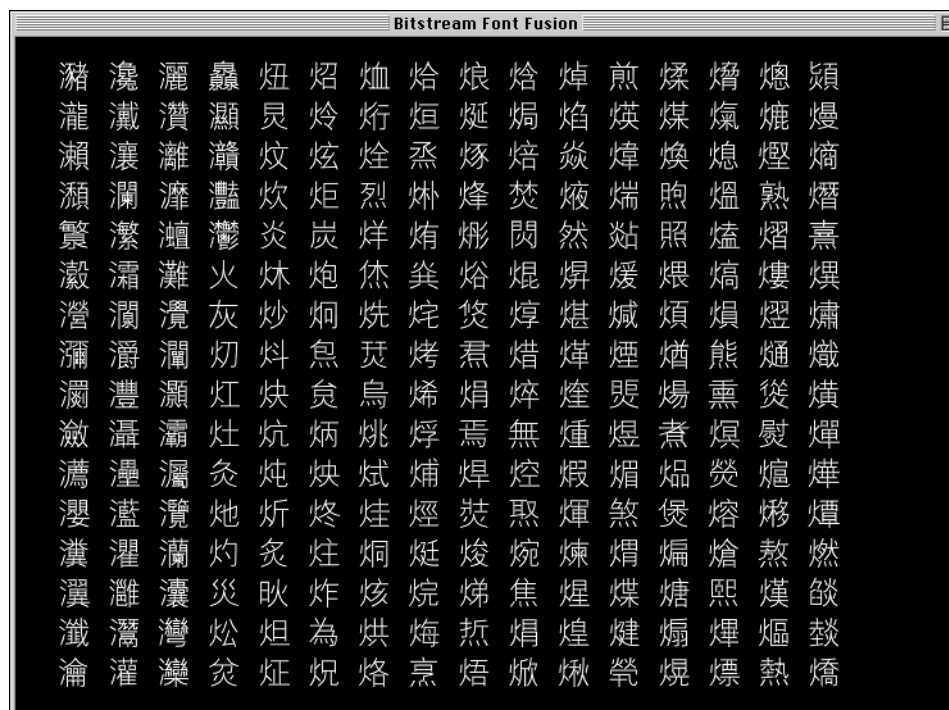 瀦 瀺 灑 灥 炄 炤 烅 烚 烺 焓 焯 煎 煣 熁 熜 熲
瀧 瀻 灒 灦 炅 炩 烆 烜 烻 焗 焰 煐 煤 熂 熝 熳
瀨 瀼 灕 灨 炆 炫 烇 烝 烼 焙 焱 煒 煥 熄 熞 熵
瀩 瀾 灖 灩 炊 炬 烈 烞 烽 焚 焲 煓 煦 熅 熟 熸
瀪 瀿 灗 灪 炎 炭 烊 烠 烿 焛 然 煔 照 熆 熠 熹
瀫 灀 灘 火 炑 炮 烋 烡 焀 焜 焺 煖 煨 熇 熡 熼
瀯 灁 灚 灰 炒 炯 烍 烢 焂 焞 煁 煘 煩 熉 熤 熽
瀰 灂 灛 灱 炓 炰 烎 烤 焄 焟 煂 煙 煪 熊 熥 熾
瀱 灃 灝 灴 炔 炱 烏 烯 焆 焠 煃 煚 煬 熏 熧 熿
瀲 灄 灞 灶 炕 炳 烑 烰 焉 無 煄 煜 煮 熐 熨 燀
瀳 灅 灟 灸 炖 炴 烒 烳 焊 焢 煆 煝 煰 熒 熩 燁
瀴 灆 灠 灺 炘 炵 烓 烴 焋 焣 煇 煞 煲 熔 熪 燂
瀵 灈 灡 灼 炙 炷 烔 烶 焌 焥 煉 煟 煸 熗 熬 燃
瀷 灉 灢 災 炚 炸 烗 烷 焍 焦 煋 煠 煻 熙 熯 燄
瀸 灊 灣 炂 炟 為 烘 烸 焎 焨 煌 煡 煽 熚 熰 燅
瀹 灌 灤 炃 炡 炾 烙 烹 焐 焮 煍 煢 熀 熛 熱 燆
Bitstream Font Fusion